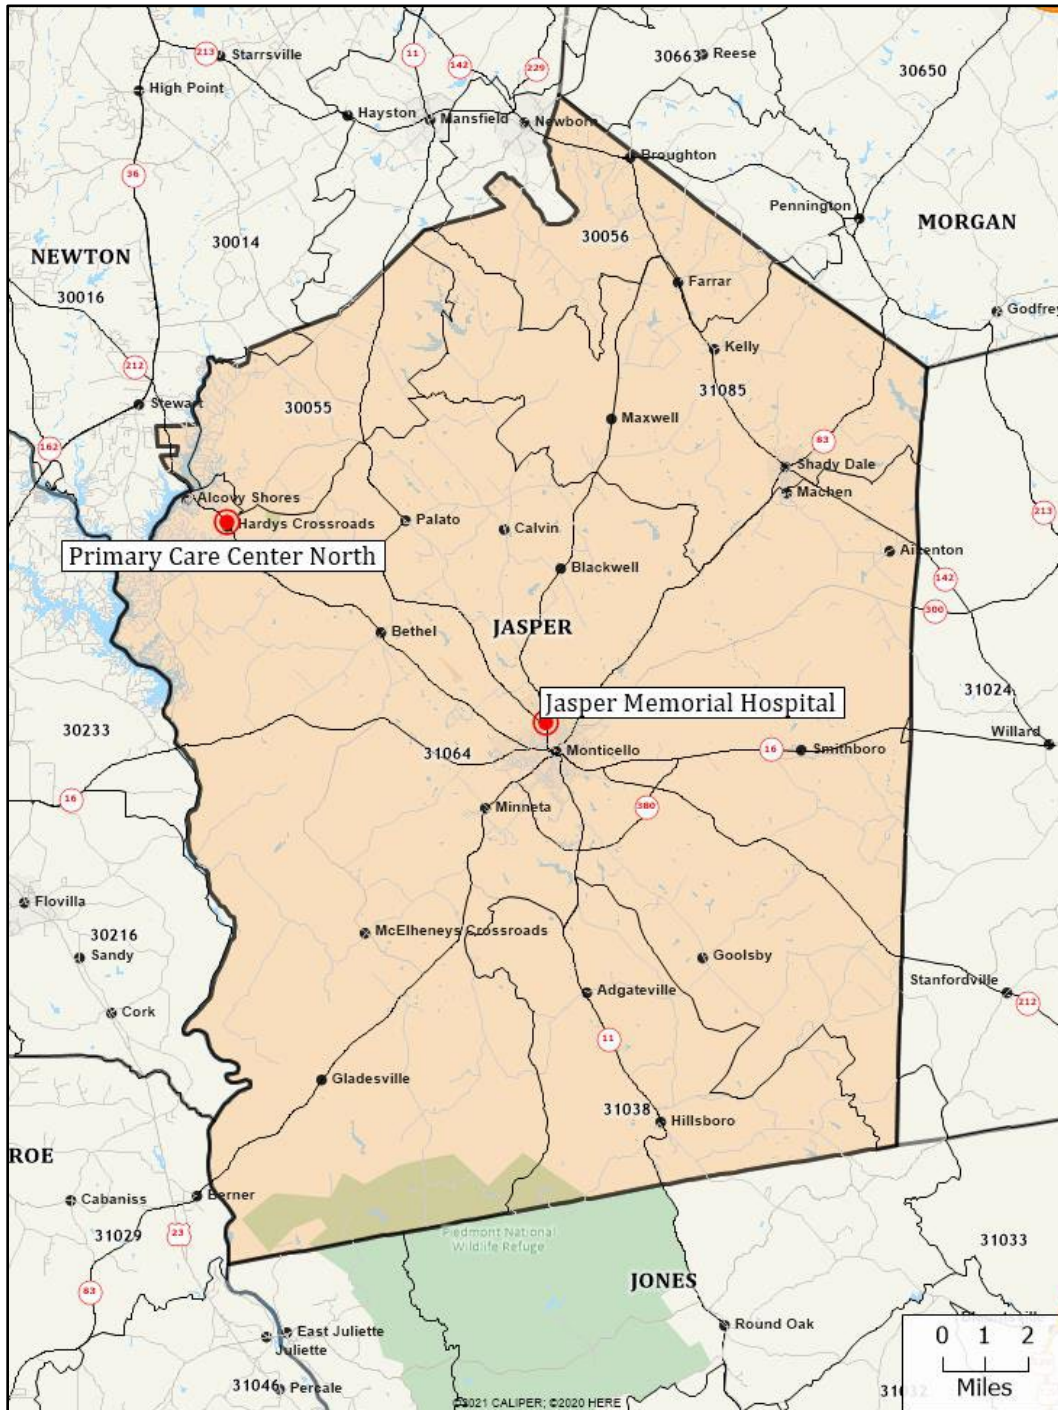 213
Starrsville
11
142
229
30663
Reese
30650
High Point
Hayston
Mansfield
Newborn
Broughton
36
Pennington
MORGAN
30014
30056
NEWTON
30016
Farrar
Godfrey
Kelly
212
31085
Stewart
30055
Maxwell
83
162
Shady Dale
Machen
Alcovy Shores
213
Hardys Crossroads
Palato
Calvin
Primary Care Center North
Aikenton
Blackwell
142
300
Bethel
JASPER
31024
Jasper Memorial Hospital
30233
Willard
31064
Monticello
16
Smithboro
16
Minneta
380
Flovilla
30216
McElheneys Crossroads
Sandy
Goolsby
Adgateville
Stanfordville
212
Cork
11
Gladesville
31038
Hillsboro
ROE
Cabaniss
Berner
31029
23
Piedmont National
Wildlife Refuge
31033
JONES
83
Round Oak
East Juliette
Juliette
0 1 2
Miles
31046
Percale
©2021 CALIPER; ©2020 HERE